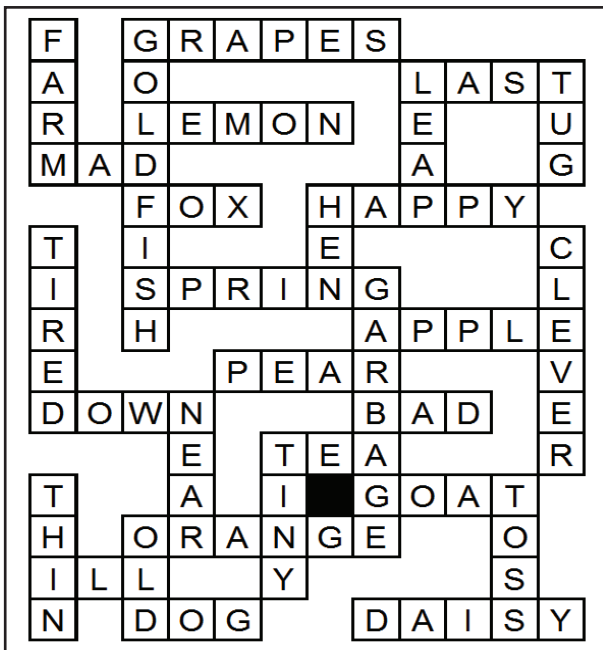 F GRAPES
A O LAST
R LEMON E U
MAD A G
FOX HAPPY
T I E C
I SPRING L
R H APPLE
E PEAR V
DOWN BAD E
E TEA R
T A I GOAT
H ORANGE O
ILL Y S
N DOG DAISY